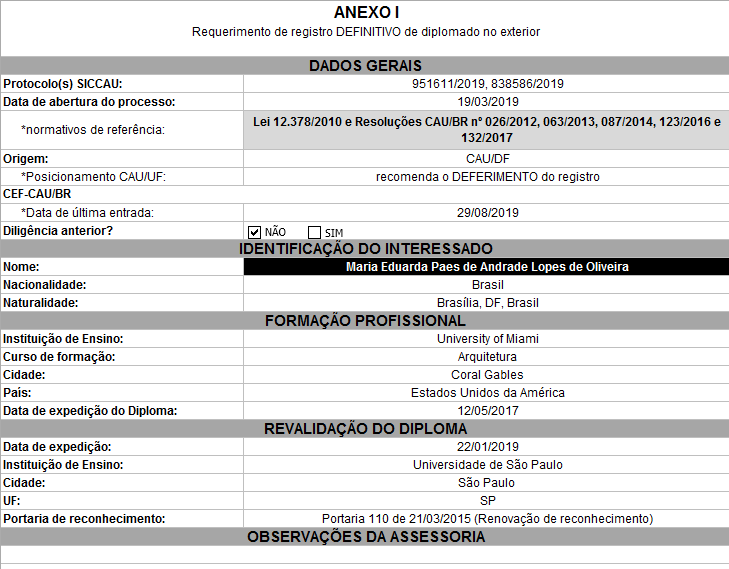 ANEXO I
Requerimento de registro DEFINITIVO de diplomado no exterior
DADOS GERAIS
Protocolo(s) SICCAU: 951611/2019, 838586/2019
Data de abertura do processo: 19/03/2019
*normativos de referência: Lei 12.378/2010 e Resoluções CAU/BR nº 026/2012, 063/2013, 087/2014, 123/2016 e
132/2017
Origem: CAU/DF
*Posicionamento CAU/UF: recomenda o DEFERIMENTO do registro
CEF-CAU/BR
*Data de última entrada: 29/08/2019
Diligência anterior? NÃO SIM
IDENTIFICAÇÃO DO INTERESSADO
Nome: Maria Eduarda Paes de Andrade Lopes de Oliveira
Nacionalidade: Brasil
Naturalidade: Brasília, DF, Brasil
FORMAÇÃO PROFISSIONAL
Instituição de Ensino: University of Miami
Curso de formação: Arquitetura
Cidade: Coral Gables
País: Estados Unidos da América
Data de expedição do Diploma: 12/05/2017
REVALIDAÇÃO DO DIPLOMA
Data de expedição: 22/01/2019
Instituição de Ensino: Universidade de São Paulo
Cidade: São Paulo
UF: SP
Portaria de reconhecimento: Portaria 110 de 21/03/2015 (Renovação de reconhecimento)
OBSERVAÇÕES DA ASSESSORIA